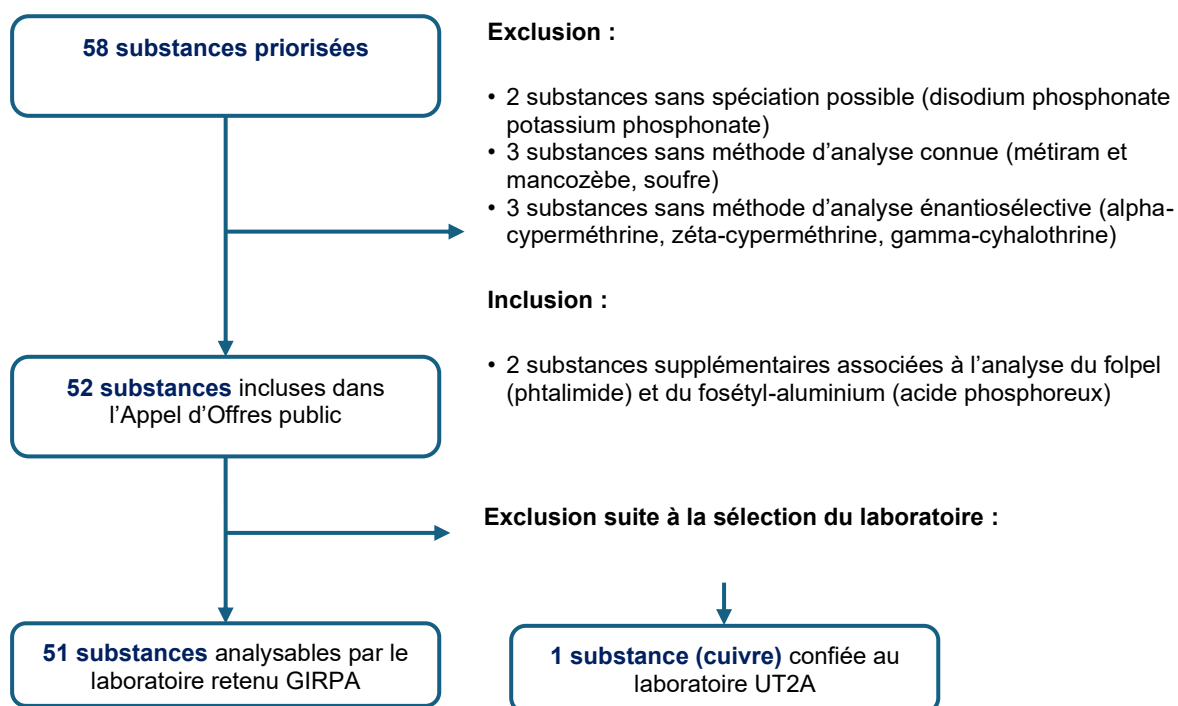 58 substances priorisées
Exclusion :
• 2 substances sans spéciation possible (disodium phosphonate
potassium phosphonate)
• 3 substances sans méthode d'analyse connue (métiram et
mancozèbe, soufre)
• 3 substances sans méthode d'analyse énantiosélective (alpha-
cyperméthrine, zéta-cyperméthrine, gamma-cyhalothrine)
Inclusion :
• 2 substances supplémentaires associées à l'analyse du folpel
(phtalimide) et du fosétyl-aluminium (acide phosphoreux)
52 substances incluses dans
l'Appel d'Offres public
Exclusion suite à la sélection du laboratoire :
51 substances analysables par le
laboratoire retenu GIRPA
1 substance (cuivre) confiée au
laboratoire UT2A